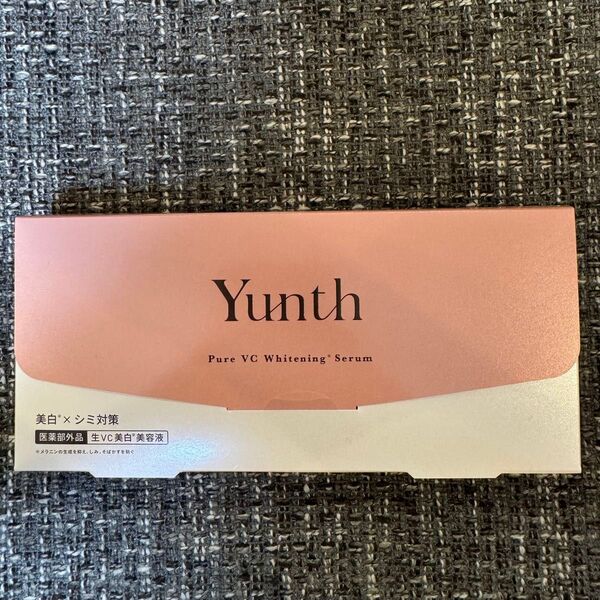 Yunth
Pure VC Whitening* Serum
美白*×シミ対策
医薬部外品 生VC美白*美容液
※メラニンの生成を抑え、しみ、そばかすを防ぐ